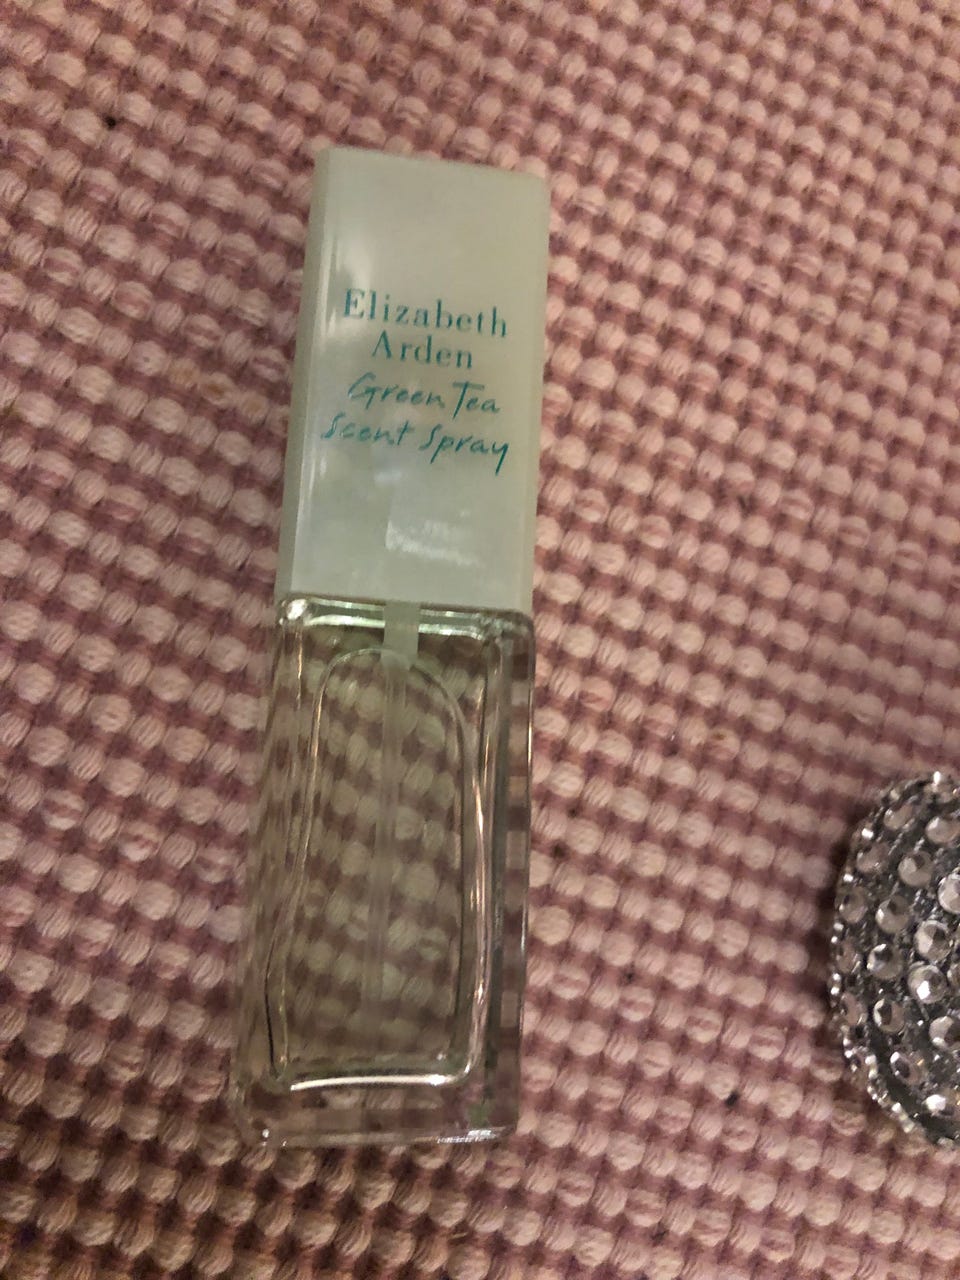 Elizabeth
Arden
Green Tea
Scent Spray